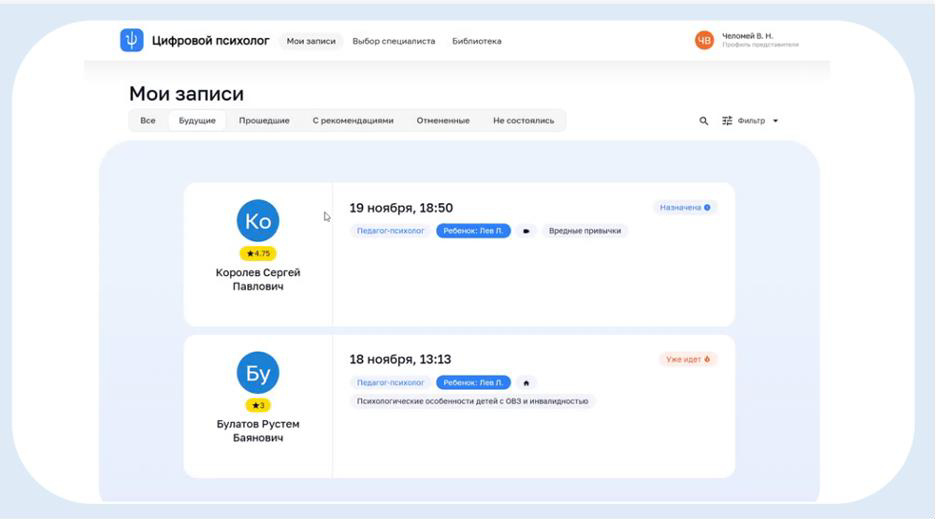 Цифровой психолог Мои записи Выбор специалиста Библиотека
ЧВ Челомей В. Н.
Профиль представителя
Мои записи
Все Будущие Прошедшие С рекомендациями Отмененные Не состоялись Фильтр
Ко
★4.75
Королев Сергей
Павлович
19 ноября, 18:50 Назначена
Педагог-психолог Ребенок: Лев Л. Вредные привычки
Бу
★3
Булатов Рустем
Баянович
18 ноября, 13:13 Уже идет
Педагог-психолог Ребенок: Лев Л.
Психологические особенности детей с ОВЗ и инвалидностью